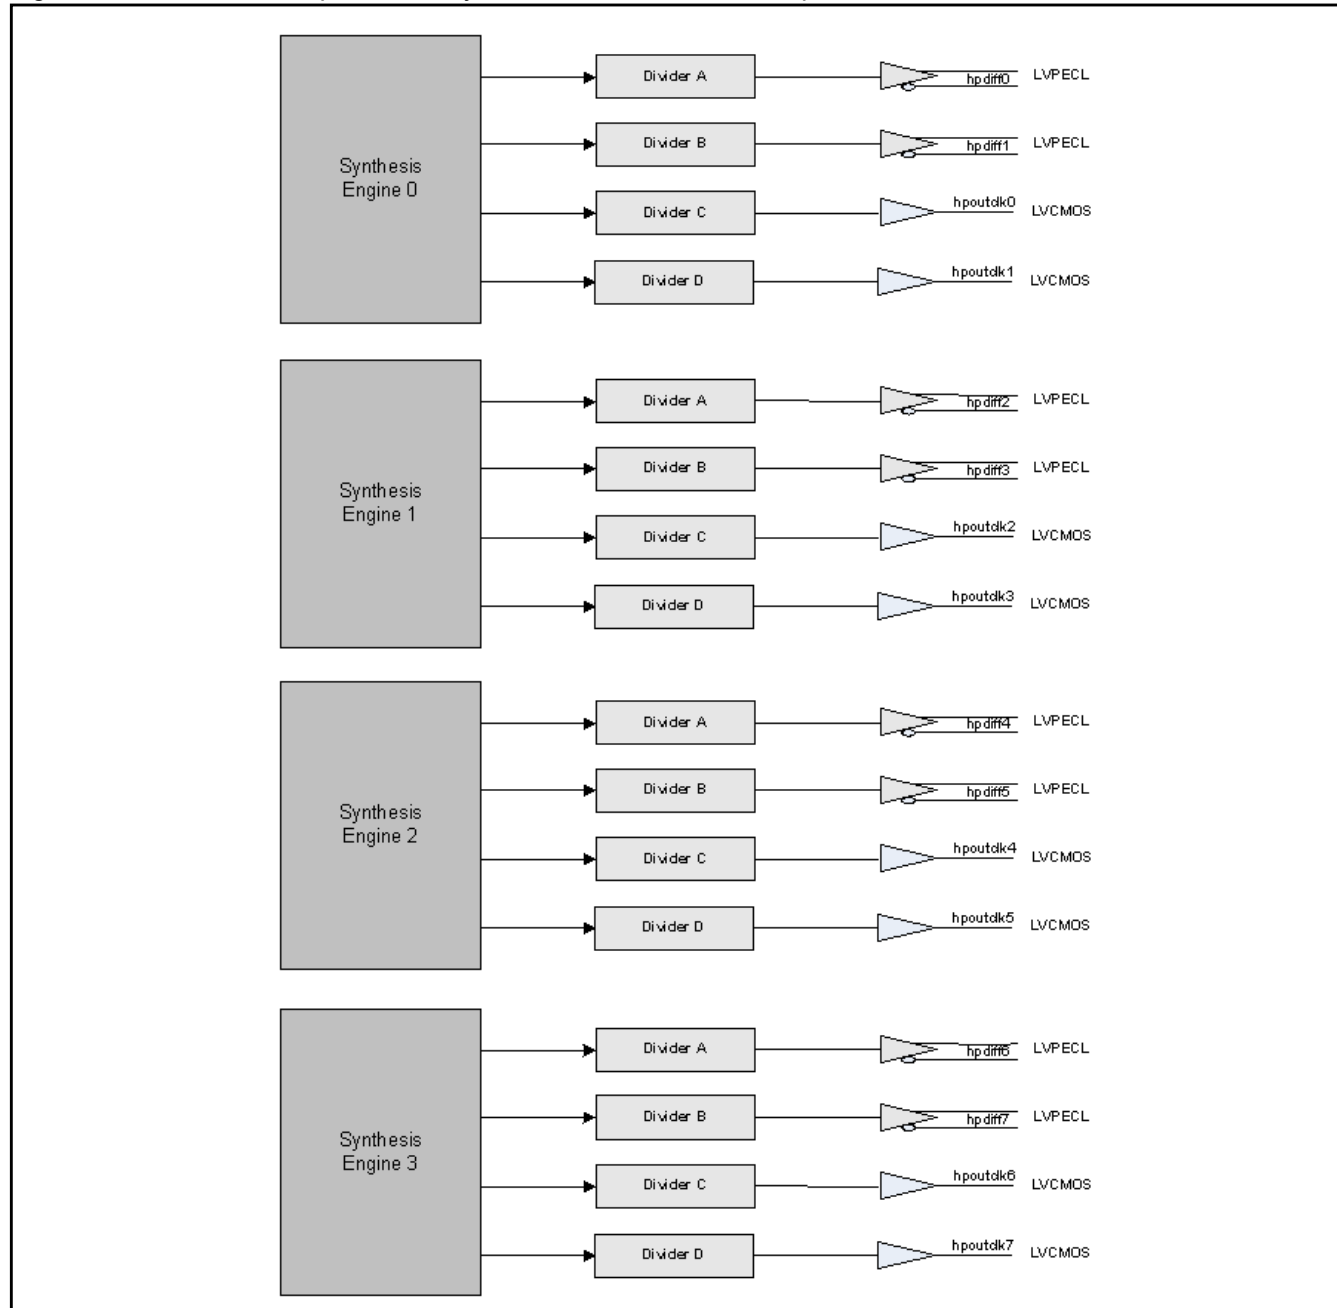 Synthesis
Engine 0
Divider A
hpdiff0
LVPECL
Divider B
hpdiff1
LVPECL
Divider C
hpoutclk0
LVCMOS
Divider D
hpoutclk1
LVCMOS
Synthesis
Engine 1
Divider A
hpdiff2
LVPECL
Divider B
hpdiff3
LVPECL
Divider C
hpoutclk2
LVCMOS
Divider D
hpoutclk3
LVCMOS
Synthesis
Engine 2
Divider A
hpdiff4
LVPECL
Divider B
hpdiff5
LVPECL
Divider C
hpoutclk4
LVCMOS
Divider D
hpoutclk5
LVCMOS
Synthesis
Engine 3
Divider A
hpdiff6
LVPECL
Divider B
hpdiff7
LVPECL
Divider C
hpoutclk6
LVCMOS
Divider D
hpoutclk7
LVCMOS